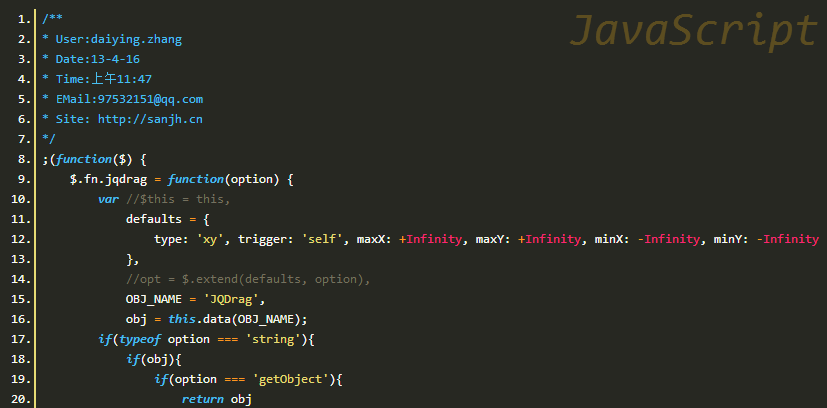 JavaScript
1. /**
2. * User:daiying.zhang
3. * Date:13-4-16
4. * Time:上午11:47
5. * EMail:97532151@qq.com
6. * Site: http://sanjh.cn
7. */
8. ;(function($) {
9.     $.fn.jqdrag = function(option) {
10.         var //$this = this,
11.             defaults = {
12.                 type: 'xy', trigger: 'self', maxX: +Infinity, maxY: +Infinity, minX: -Infinity, minY: -Infinity
13.             },
14.             //opt = $.extend(defaults, option),
15.             OBJ_NAME = 'JQDrag',
16.             obj = this.data(OBJ_NAME);
17.         if(typeof option === 'string'){
18.             if(obj){
19.                 if(option === 'getObject'){
20.                     return obj